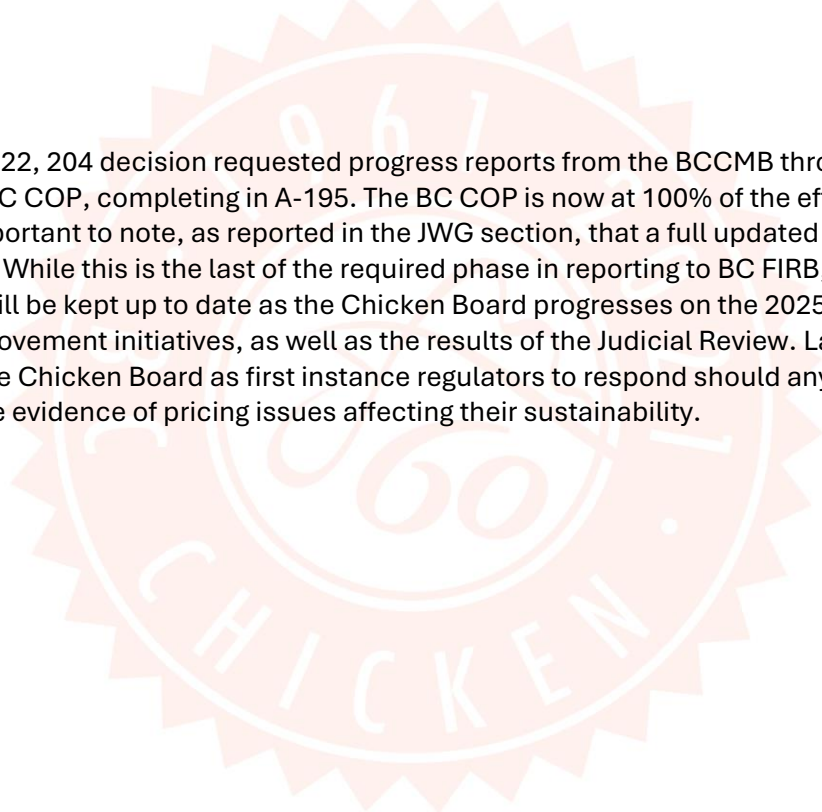 22, 204 decision requested progress reports from the BCCMB thro
C COP, completing in A-195. The BC COP is now at 100% of the ef
portant to note, as reported in the JWG section, that a full updated
While this is the last of the required phase in reporting to BC FIRB,
ill be kept up to date as the Chicken Board progresses on the 2025
ovement initiatives, as well as the results of the Judicial Review. La
e Chicken Board as first instance regulators to respond should any
e evidence of pricing issues affecting their sustainability.
1961
2021
BC
60
CHICKEN